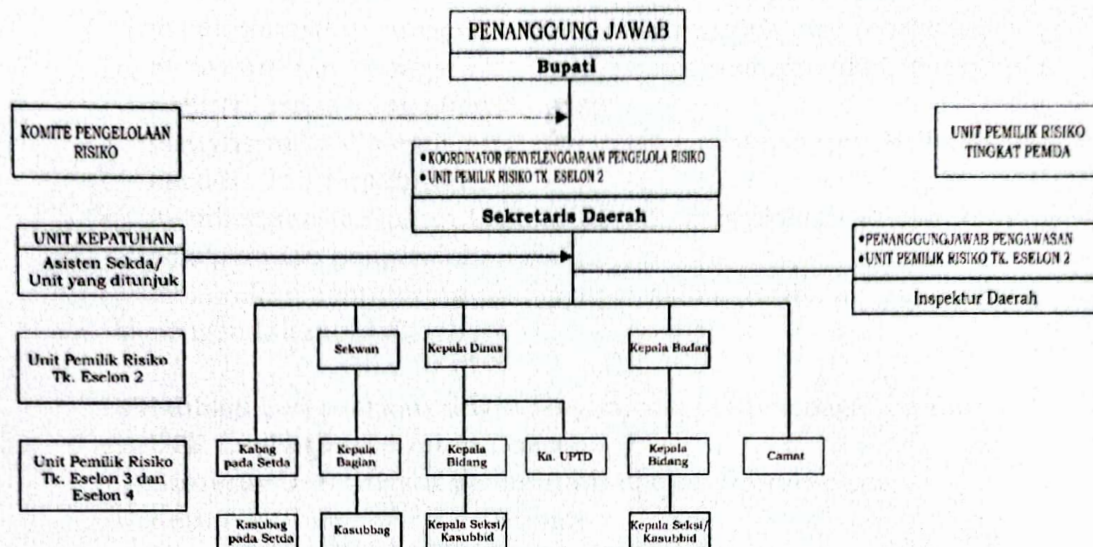 PENANGGUNG JAWAB
Bupati
KOMITE PENGELOLAAN
RISIKO
UNIT PEMILIK RISIKO
TINGKAT PEMDA
• KOORDINATOR PENYELENGGARAAN PENGELOLA RISIKO
• UNIT PEMILIK RISIKO TK. ESELON 2
Sekretaris Daerah
UNIT KEPATUHAN
Asisten Sekda/
Unit yang ditunjuk
• PENANGGUNGJAWAB PENGAWASAN
• UNIT PEMILIK RISIKO TK. ESELON 2
Inspektur Daerah
Unit Pemilik Risiko
Tk. Eselon 2
Sekwan
Kepala Dinas
Kepala Badan
Unit Pemilik Risiko
Tk. Eselon 3 dan
Eselon 4
Kabag
pada Setda
Kepala
Bagian
Kepala
Bidang
Ka. UPTD
Kepala
Bidang
Camat
Kasubag
pada Setda
Kasubbag
Kepala Seksi/
Kasubbid
Kepala Seksi/
Kasubbid